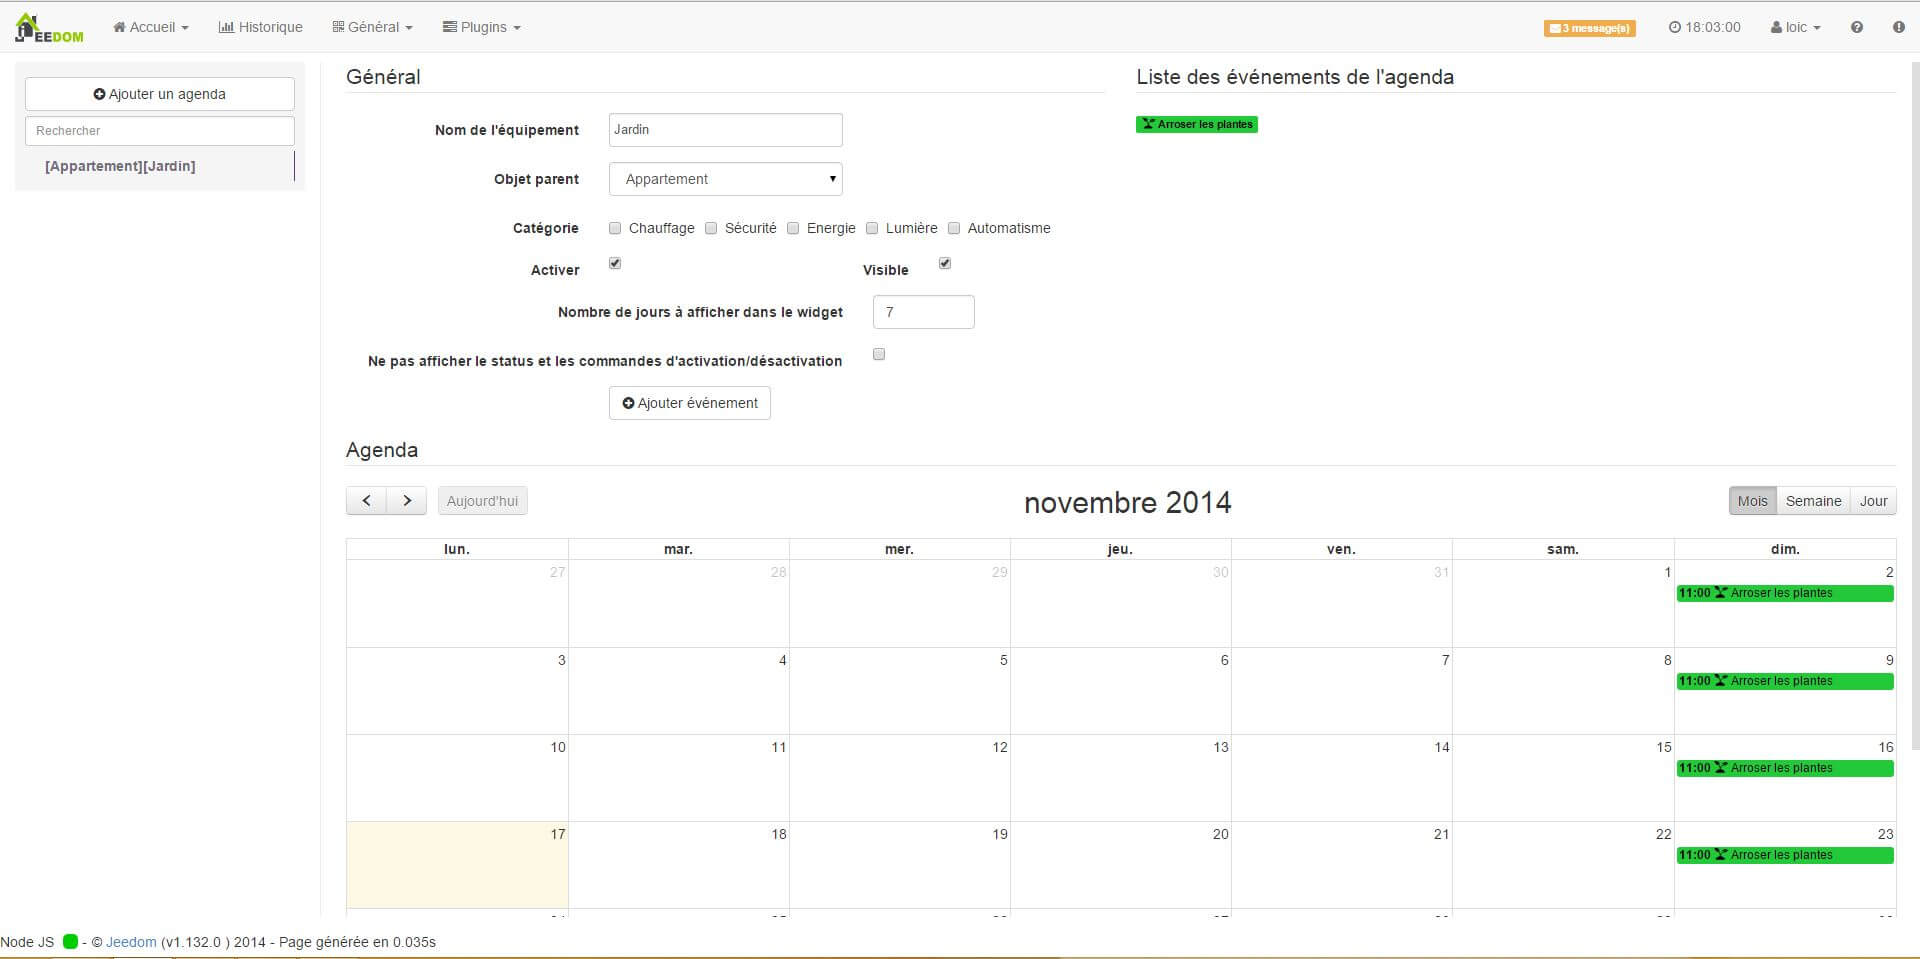 JEEDOM Accueil Historique Général Plugins 3 message(s) 18:03:00 loic
Ajouter un agenda
Rechercher
[Appartement][Jardin]
Général
Nom de l'équipement Jardin
Objet parent Appartement
Catégorie Chauffage Sécurité Energie Lumière Automatisme
Activer Visible
Nombre de jours à afficher dans le widget 7
Ne pas afficher le status et les commandes d'activation/désactivation
Ajouter événement
Liste des événements de l'agenda
Arroser les plantes
Agenda
Aujourd'hui novembre 2014 Mois Semaine Jour
lun. mar. mer. jeu. ven. sam. dim.
27 28 29 30 31 1 2
11:00 Arroser les plantes
3 4 5 6 7 8 9
11:00 Arroser les plantes
10 11 12 13 14 15 16
11:00 Arroser les plantes
17 18 19 20 21 22 23
11:00 Arroser les plantes
Node JS - © Jeedom (v1.132.0 ) 2014 - Page générée en 0.035s